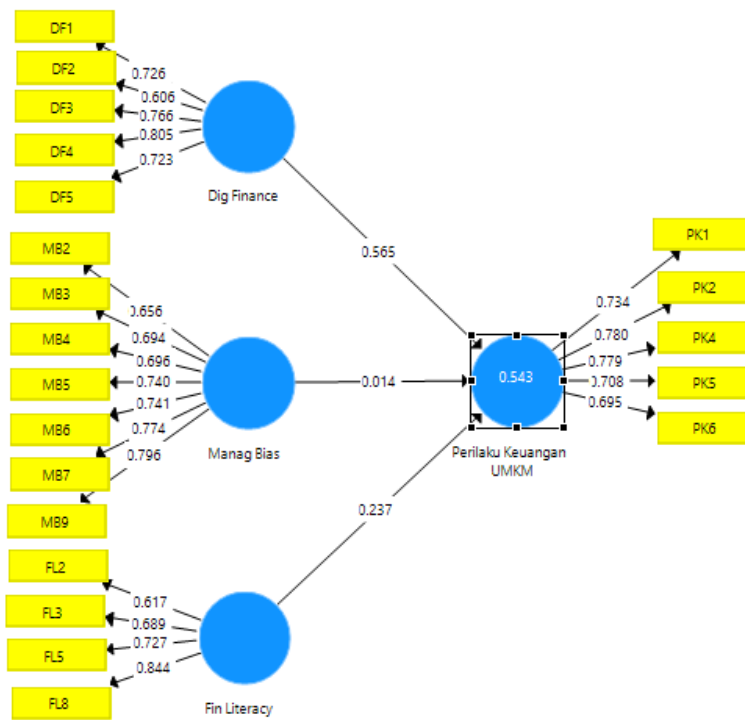 DF1
DF2
DF3
DF4
DF5
0.726
0.606
0.766
0.805
0.723
Dig Finance
MB2
MB3
MB4
MB5
MB6
MB7
MB9
0.656
0.694
0.696
0.740
0.741
0.774
0.796
Manag Bias
FL2
FL3
FL5
FL8
0.617
0.689
0.727
0.844
Fin Literacy
0.565
0.014
0.237
0.543
Perilaku Keuangan
UMKM
0.734
0.780
0.779
0.708
0.695
PK1
PK2
PK4
PK5
PK6